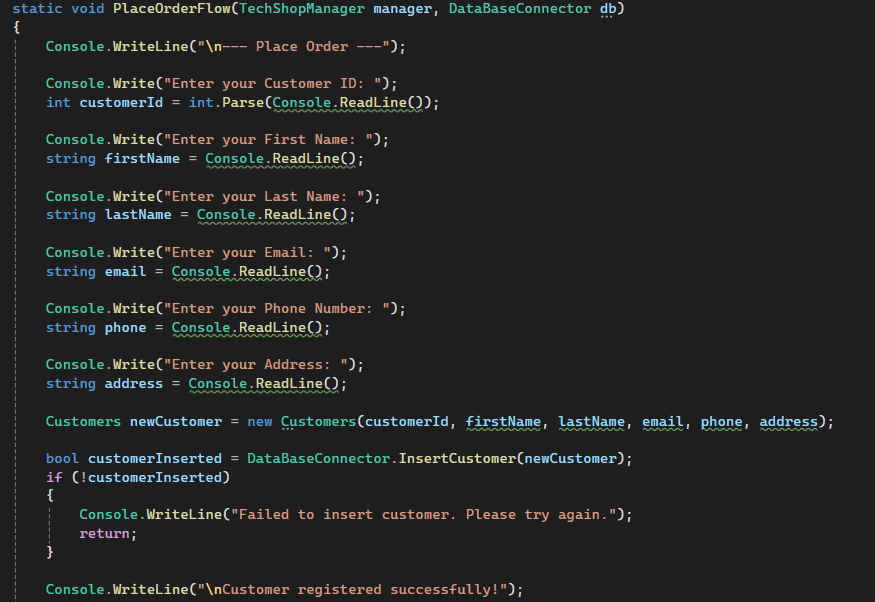 static void PlaceOrderFlow(TechShopManager manager, DataBaseConnector db)
{
    Console.WriteLine("\n--- Place Order ---");

    Console.Write("Enter your Customer ID: ");
    int customerId = int.Parse(Console.ReadLine());

    Console.Write("Enter your First Name: ");
    string firstName = Console.ReadLine();

    Console.Write("Enter your Last Name: ");
    string lastName = Console.ReadLine();

    Console.Write("Enter your Email: ");
    string email = Console.ReadLine();

    Console.Write("Enter your Phone Number: ");
    string phone = Console.ReadLine();

    Console.Write("Enter your Address: ");
    string address = Console.ReadLine();

    Customers newCustomer = new Customers(customerId, firstName, lastName, email, phone, address);

    bool customerInserted = DataBaseConnector.InsertCustomer(newCustomer);
    if (!customerInserted)
    {
        Console.WriteLine("Failed to insert customer. Please try again.");
        return;
    }

    Console.WriteLine("\nCustomer registered successfully!");